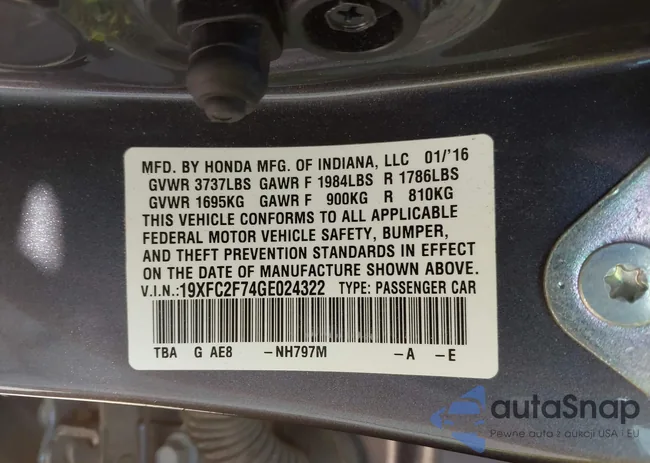 MFD. BY HONDA MFG. OF INDIANA, LLC 01/'16
GVWR 3737LBS GAWR F 1984LBS R 1786LBS
GVWR 1695KG GAWR F 900KG R 810KG
THIS VEHICLE CONFORMS TO ALL APPLICABLE
FEDERAL MOTOR VEHICLE SAFETY, BUMPER,
AND THEFT PREVENTION STANDARDS IN EFFECT
ON THE DATE OF MANUFACTURE SHOWN ABOVE.
V.I.N.:19XFC2F74GE024322 TYPE: PASSENGER CAR
TBA G AE8 -NH797M -A -E
autaSnap
Pewne auta z aukcji USA i EU